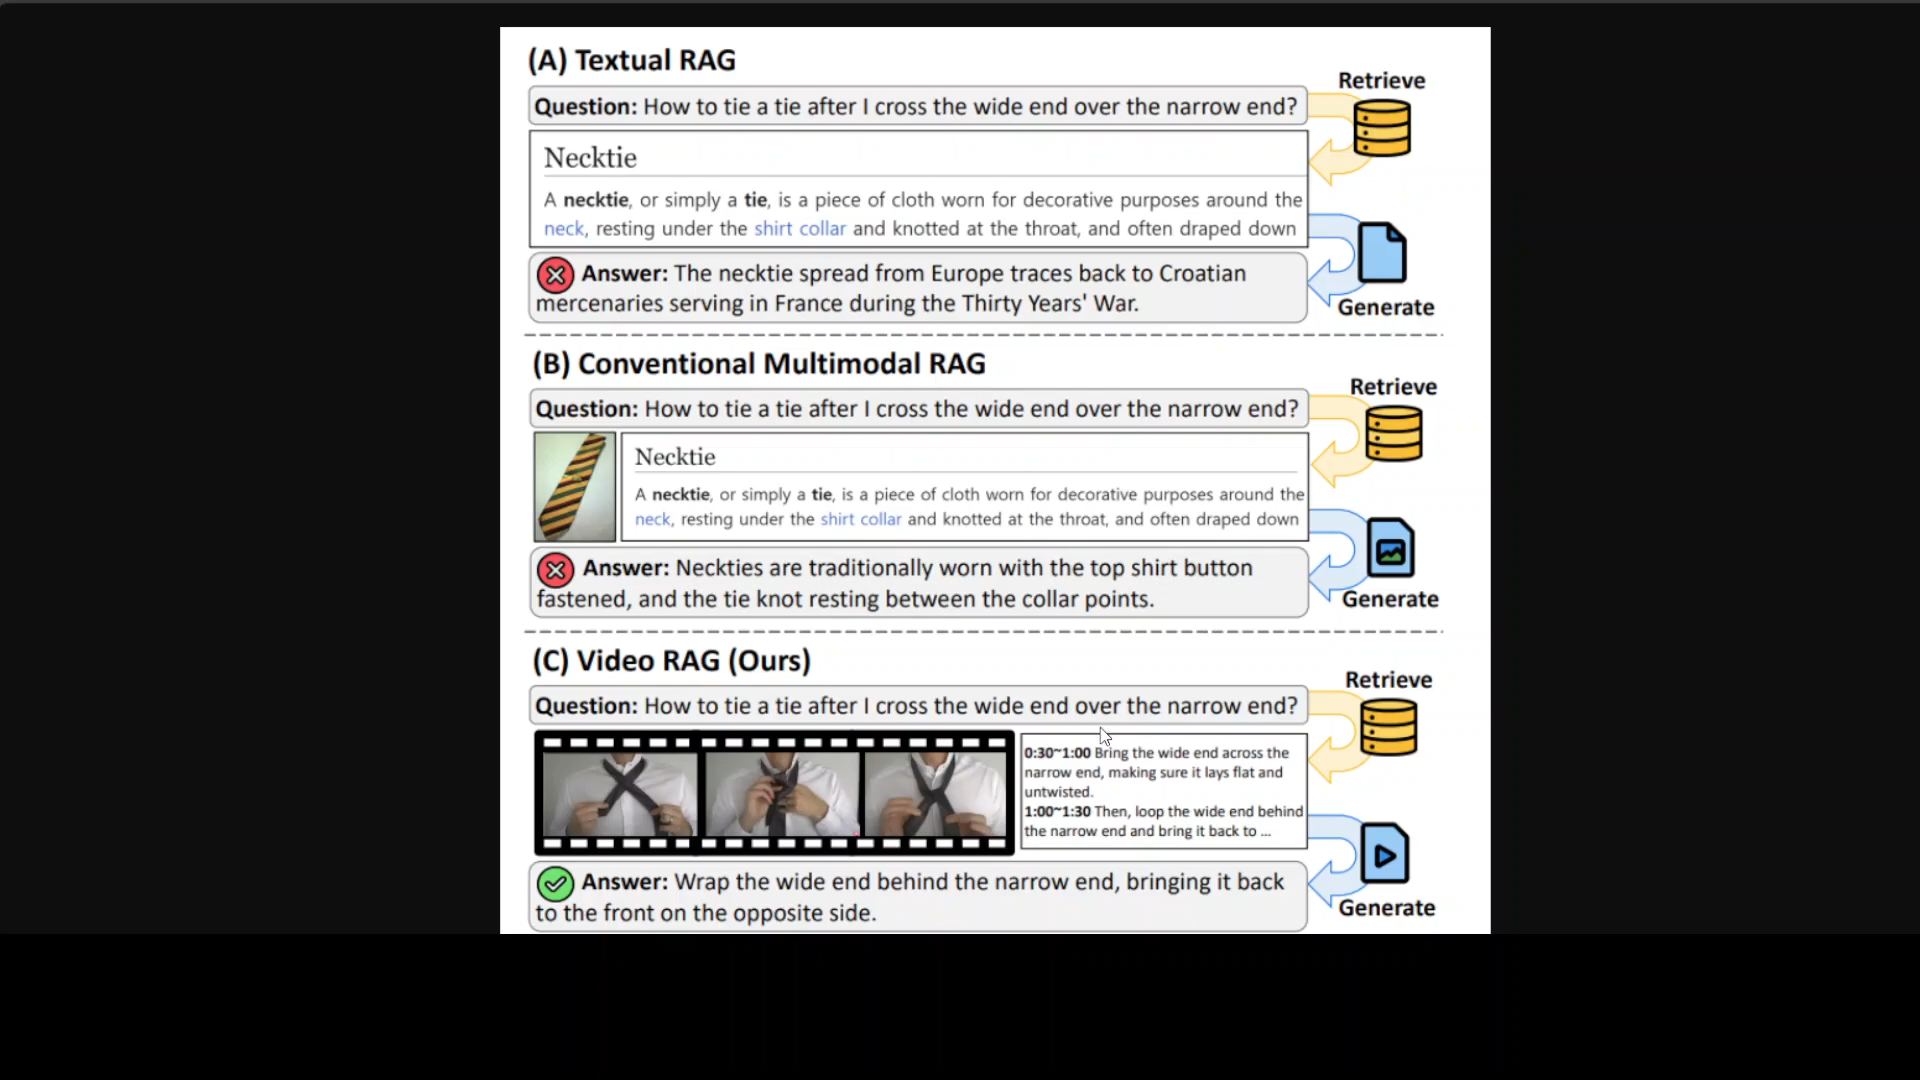 (A) Textual RAG
Retrieve
Question: How to tie a tie after I cross the wide end over the narrow end?
Necktie
A necktie, or simply a tie, is a piece of cloth worn for decorative purposes around the
neck, resting under the shirt collar and knotted at the throat, and often draped down
Answer: The necktie spread from Europe traces back to Croatian
mercenaries serving in France during the Thirty Years' War.
Generate
(B) Conventional Multimodal RAG
Retrieve
Question: How to tie a tie after I cross the wide end over the narrow end?
Necktie
A necktie, or simply a tie, is a piece of cloth worn for decorative purposes around the
neck, resting under the shirt collar and knotted at the throat, and often draped down
Answer: Neckties are traditionally worn with the top shirt button
fastened, and the tie knot resting between the collar points.
Generate
(C) Video RAG (Ours)
Retrieve
Question: How to tie a tie after I cross the wide end over the narrow end?
0:30~1:00 Bring the wide end across the
narrow end, making sure it lays flat and
untwisted.
1:00~1:30 Then, loop the wide end behind
the narrow end and bring it back to ...
Answer: Wrap the wide end behind the narrow end, bringing it back
to the front on the opposite side.
Generate